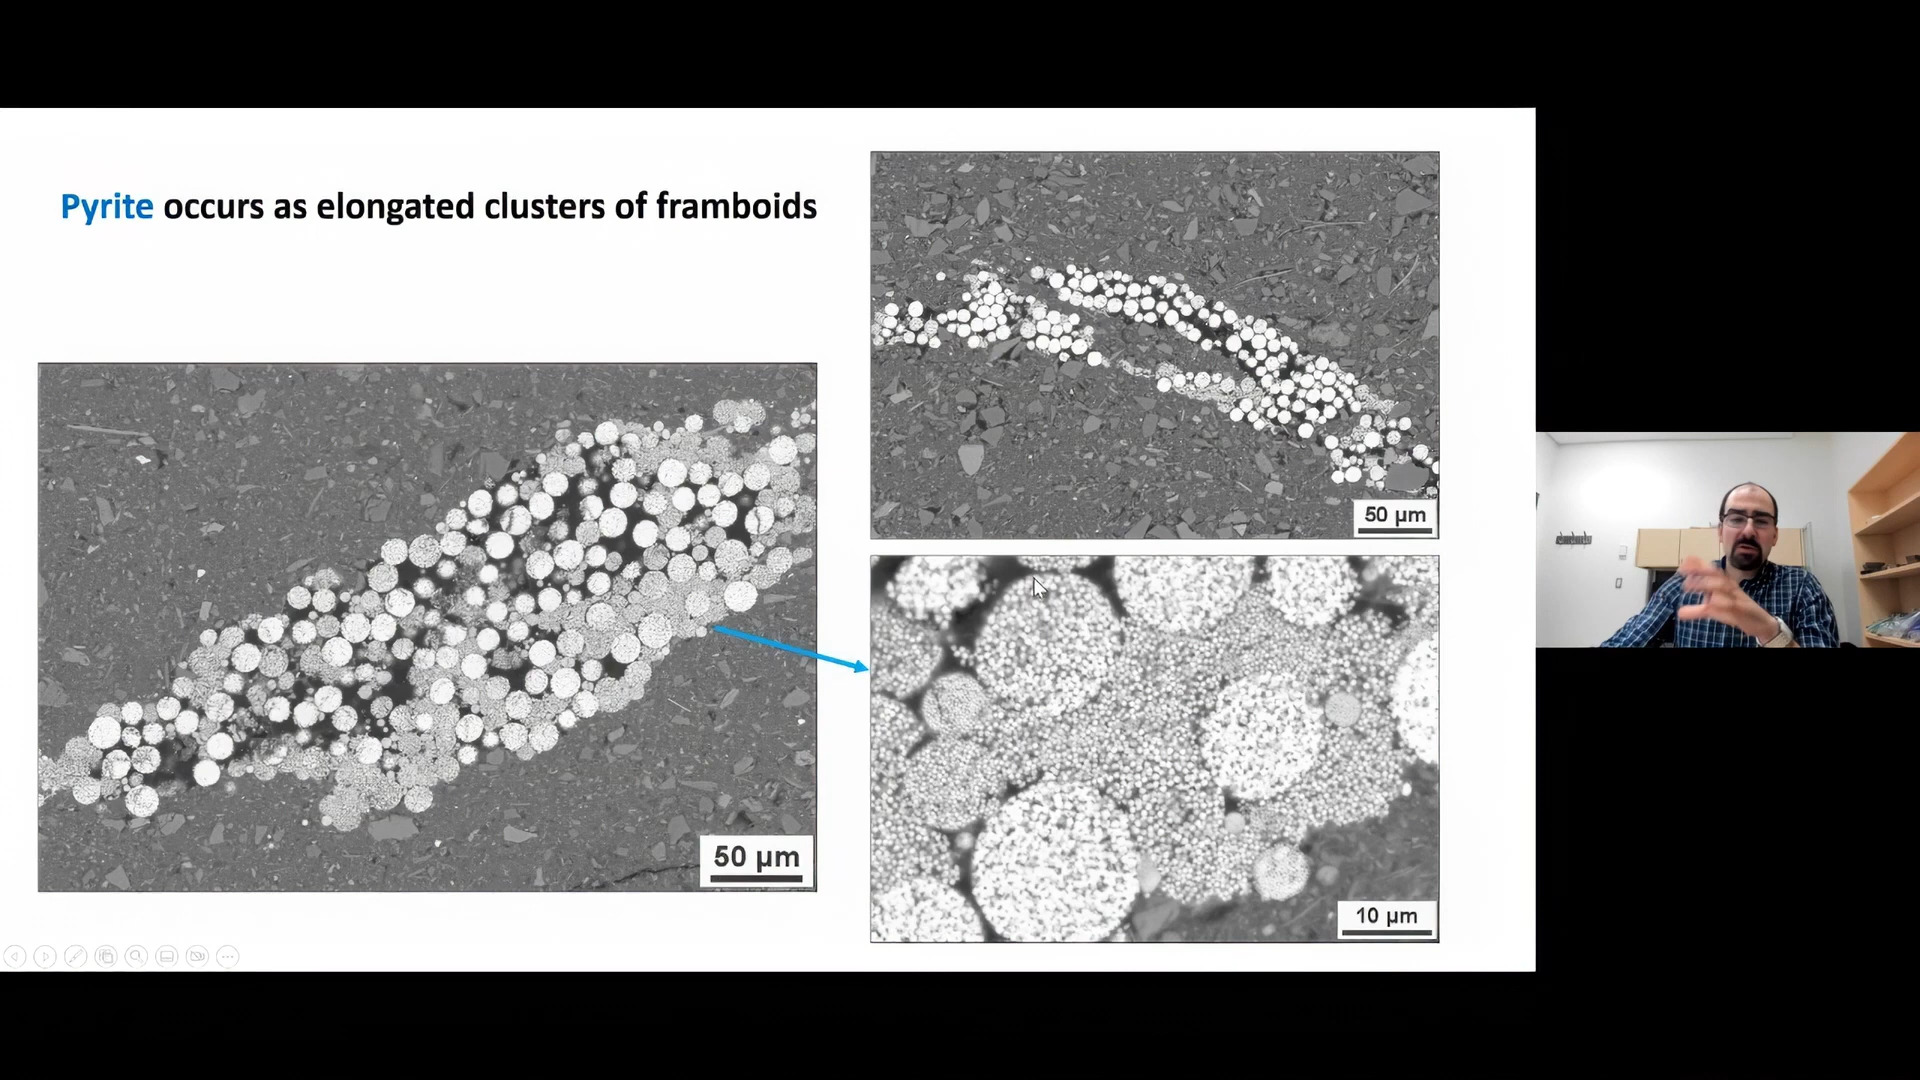 Pyrite occurs as elongated clusters of framboids
50 µm
50 µm
10 µm